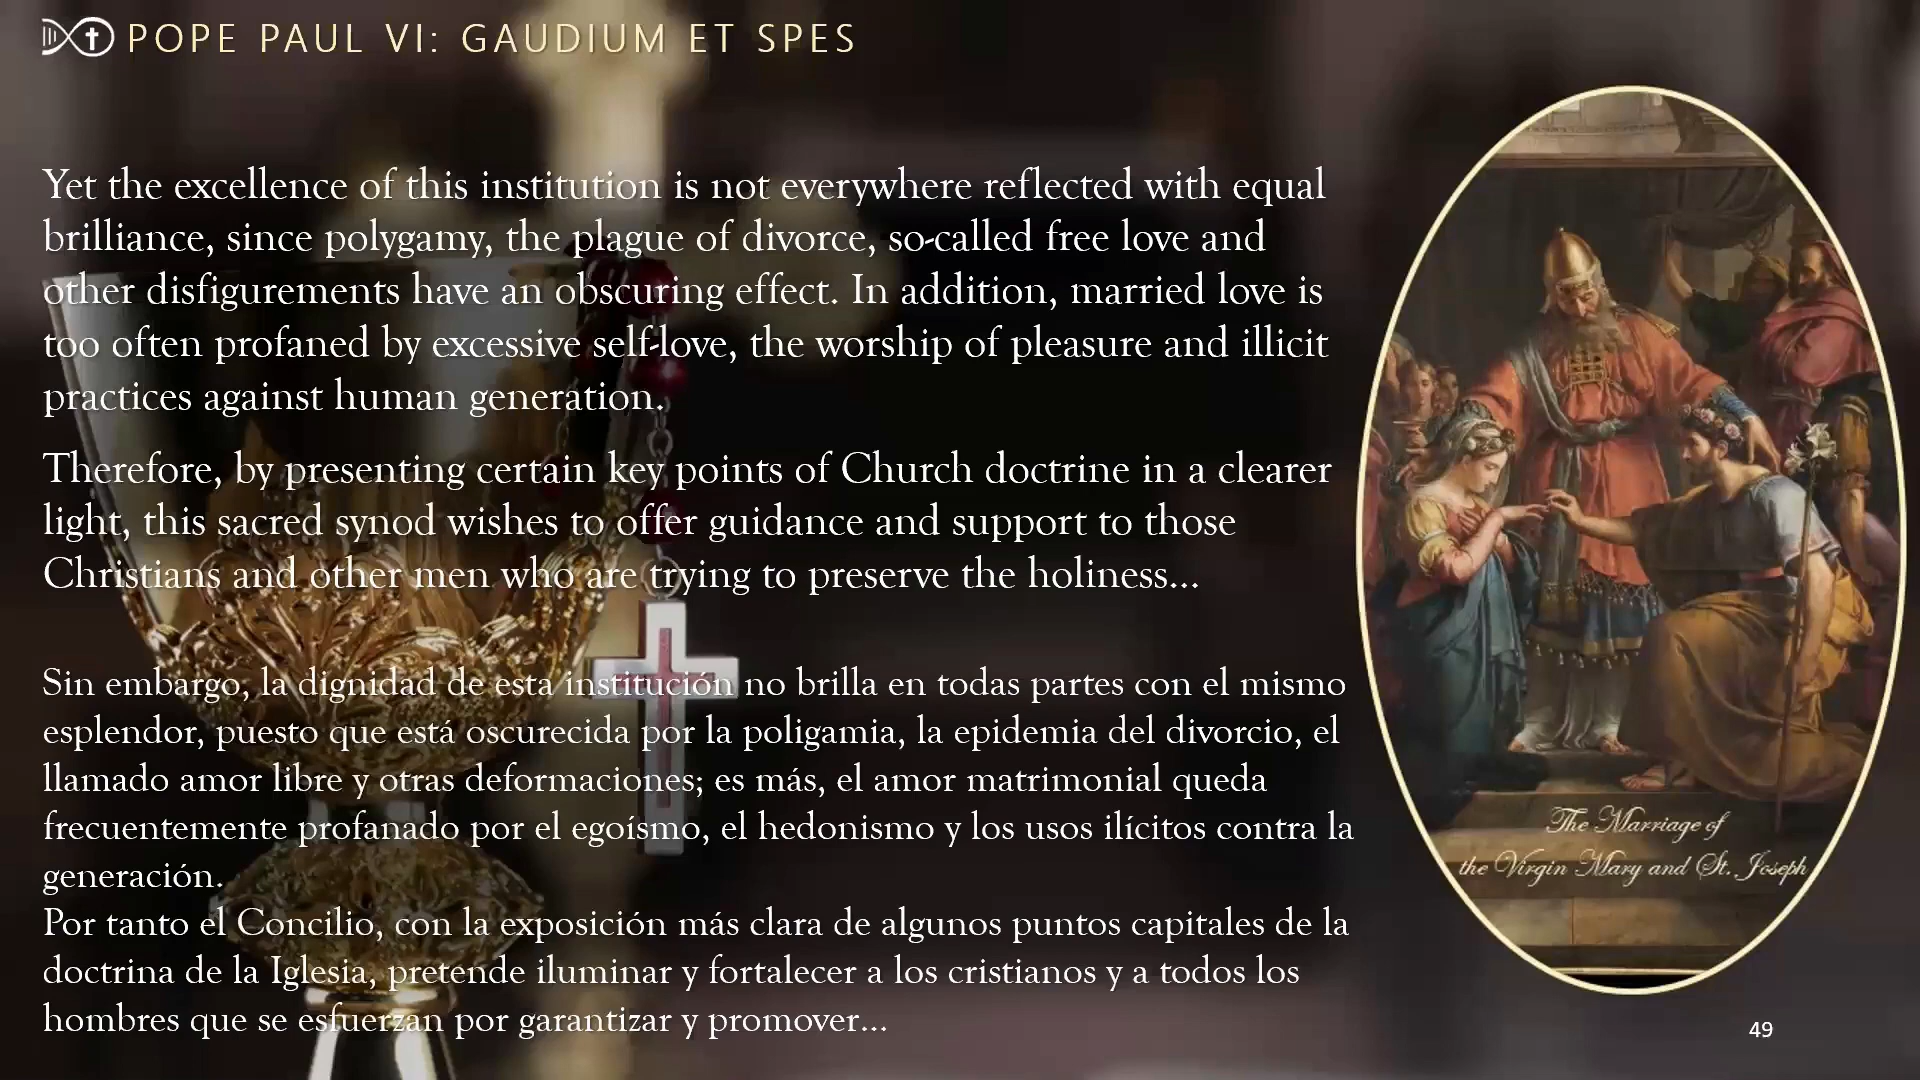 POPE PAUL VI: GAUDIUM ET SPES
Yet the excellence of this institution is not everywhere reflected with equal
brilliance, since polygamy, the plague of divorce, so-called free love and
other disfigurements have an obscuring effect. In addition, married love is
too often profaned by excessive self-love, the worship of pleasure and illicit
practices against human generation.
Therefore, by presenting certain key points of Church doctrine in a clearer
light, this sacred synod wishes to offer guidance and support to those
Christians and other men who are trying to preserve the holiness...
Sin embargo, la dignidad de esta institución no brilla en todas partes con el mismo
esplendor, puesto que está oscurecida por la poligamia, la epidemia del divorcio, el
llamado amor libre y otras deformaciones; es más, el amor matrimonial queda
frecuentemente profanado por el egoísmo, el hedonismo y los usos ilícitos contra la
generación.
Por tanto el Concilio, con la exposición más clara de algunos puntos capitales de la
doctrina de la Iglesia, pretende iluminar y fortalecer a los cristianos y a todos los
hombres que se esfuerzan por garantizar y promover...
The Marriage of
the Virgin Mary and St. Joseph
49